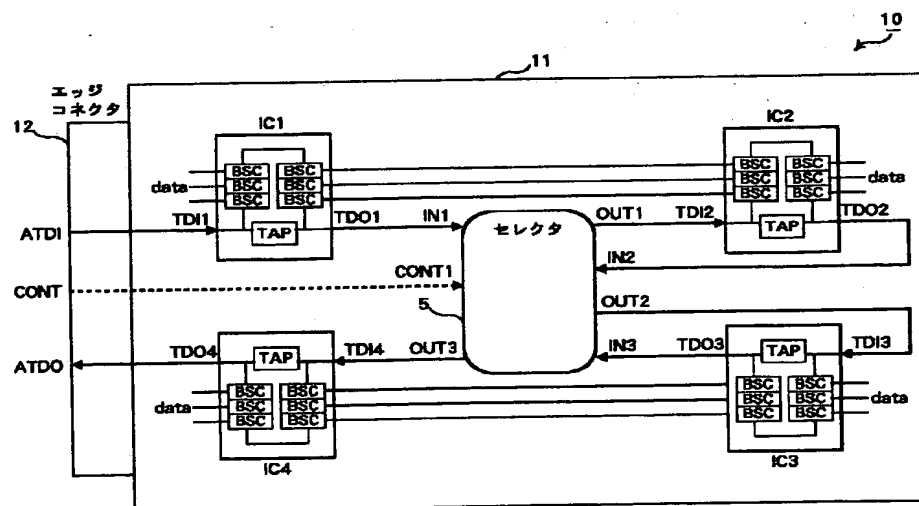 10
11
エッジ
コネクタ
12
IC1
IC2
BSC BSC
BSC BSC
BSC BSC
data
TAP
BSC BSC
BSC BSC
BSC BSC
data
TAP
ATDI
TDI1
TDO1
IN1
セレクタ
OUT1
TDI2
TDO2
IN2
CONT
CONT1
5
OUT2
ATDO
TDO4
TAP
TDI4
OUT3
IN3
TDO3
TAP
TDI3
BSC BSC
BSC BSC
BSC BSC
data
BSC BSC
BSC BSC
BSC BSC
data
IC4
IC3